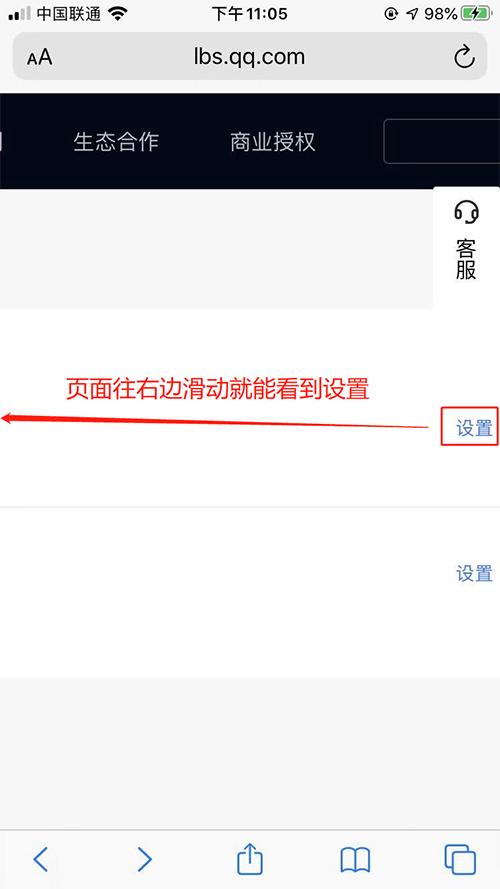 中国联通
下午11:05
98%
AA
lbs.qq.com
生态合作
商业授权
客服
页面往右边滑动就能看到设置
设置
设置